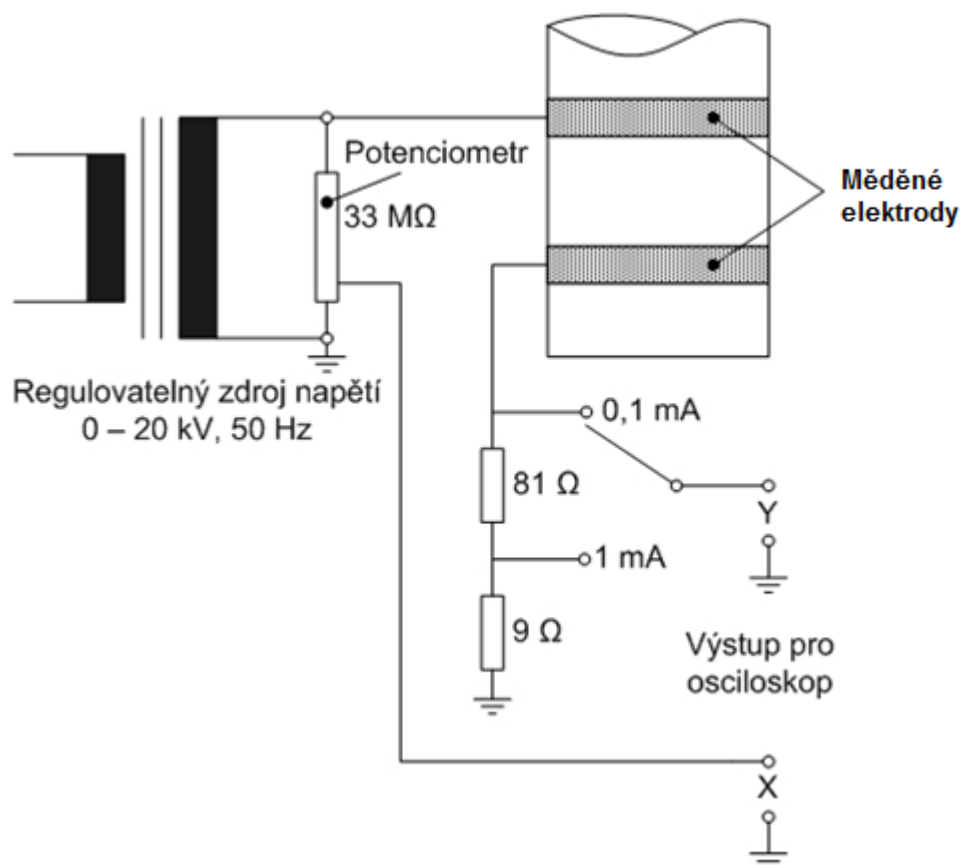 Potenciometr
33 MΩ
Měděné
elektrody
Regulovatelný zdroj napětí
0 – 20 kV, 50 Hz
0,1 mA
81 Ω
Y
1 mA
9 Ω
Výstup pro
osciloskop
X